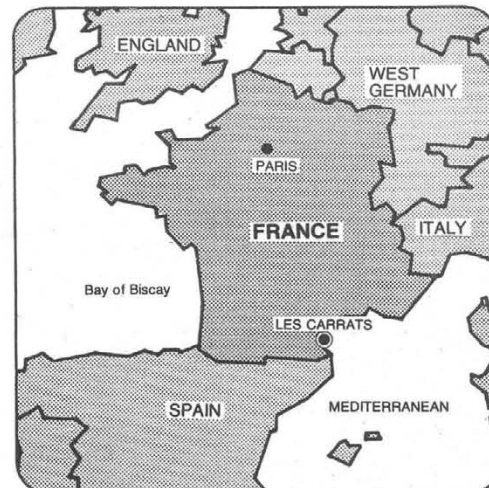 ENGLAND
WEST
GERMANY
PARIS
FRANCE
ITALY
Bay of Biscay
LES CARRATS
SPAIN
MEDITERRANEAN